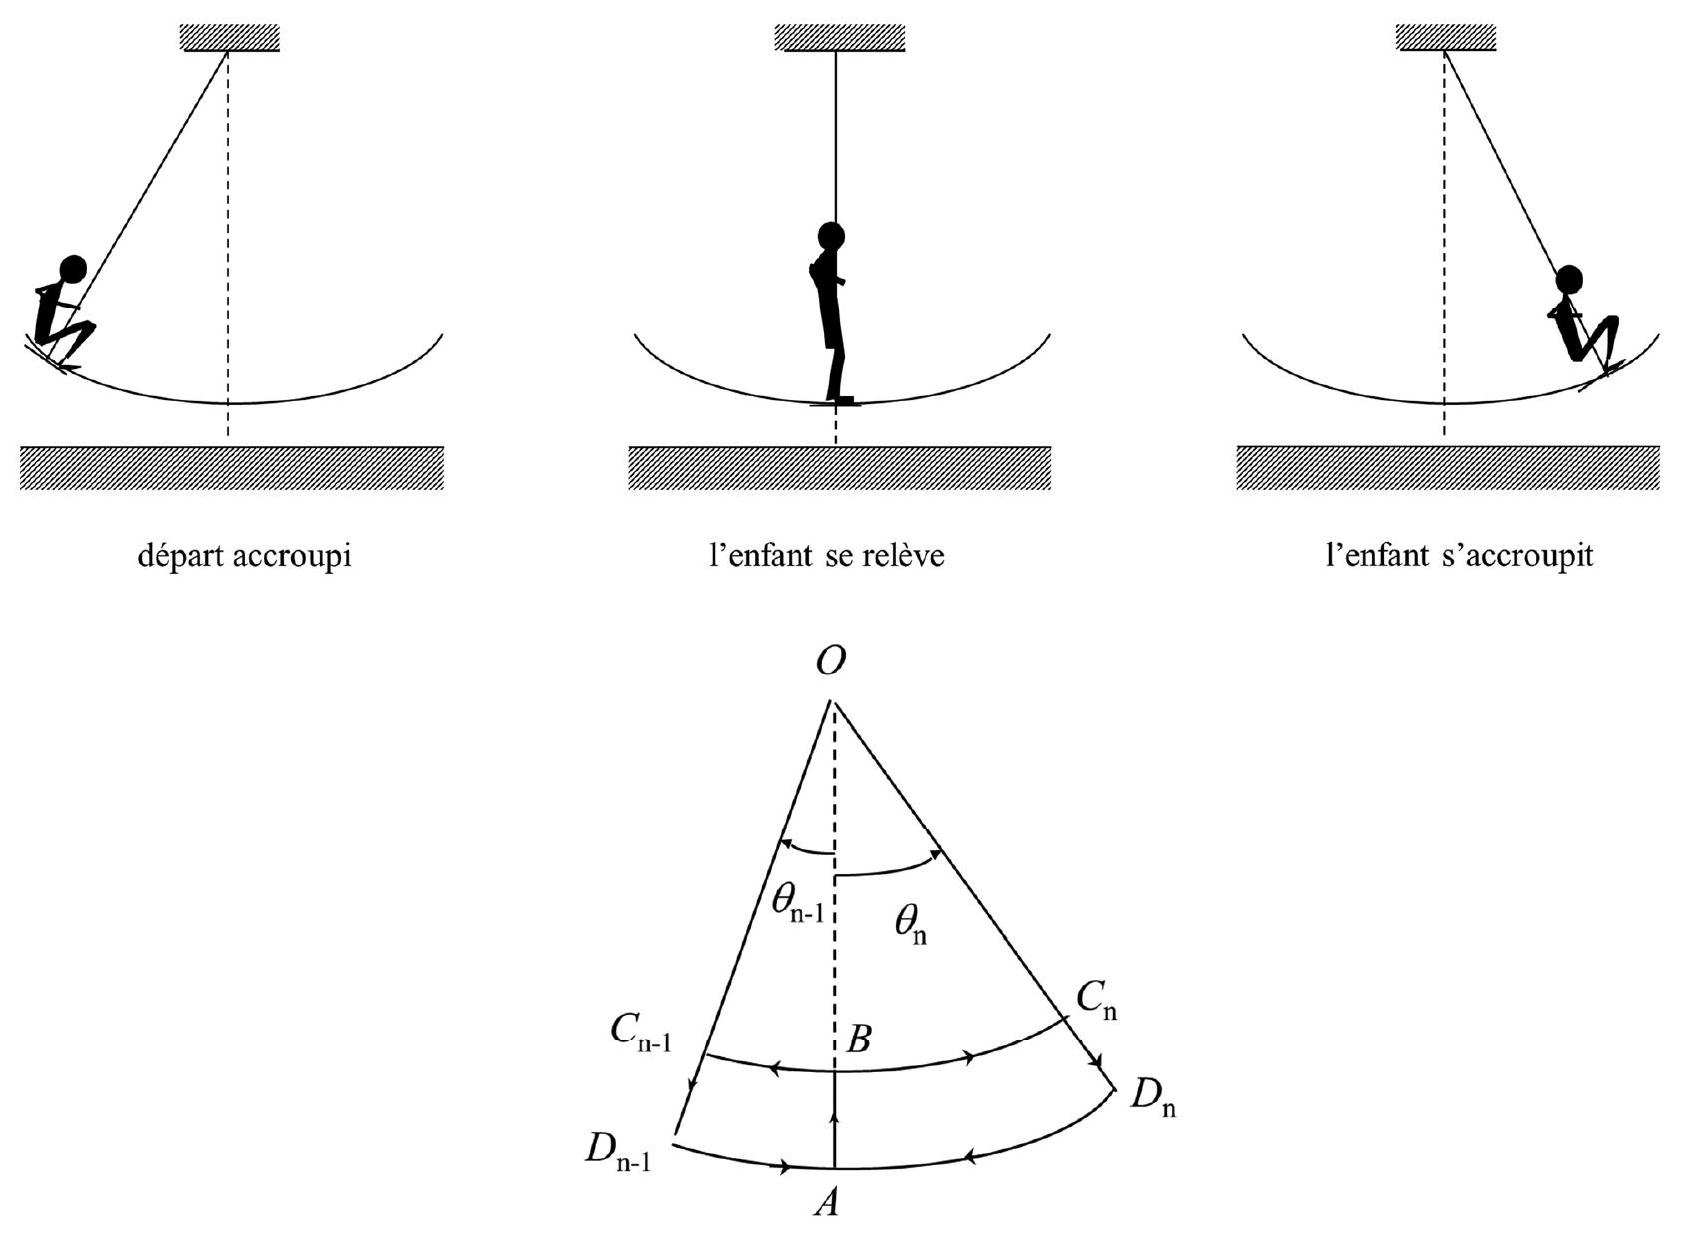 départ accroupi
l'enfant se relève
l'enfant s'accroupit
O
θn-1
θn
Cn
Cn-1
B
Dn
Dn-1
A